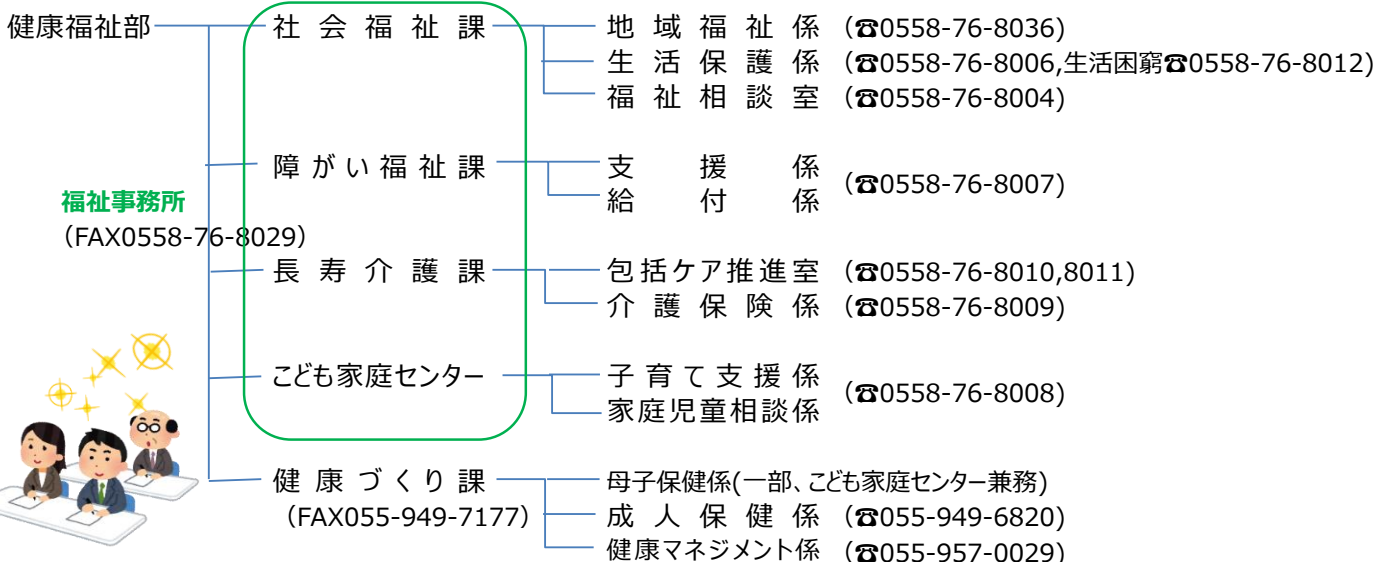 健康福祉部 社会福祉課 地域福祉係 (☎0558-76-8036)
生活保護係 (☎0558-76-8006,生活困窮☎0558-76-8012)
福祉相談室 (☎0558-76-8004)
障がい福祉課 支援係
給付係
(☎0558-76-8007)
福祉事務所
(FAX0558-76-8029)
長寿介護課 包括ケア推進室 (☎0558-76-8010,8011)
介護保険係 (☎0558-76-8009)
こども家庭センター 子育て支援係
家庭児童相談係
(☎0558-76-8008)
健康づくり課 母子保健係(一部、こども家庭センター兼務)
(FAX055-949-7177) 成人保健係 (☎055-949-6820)
健康マネジメント係 (☎055-957-0029)